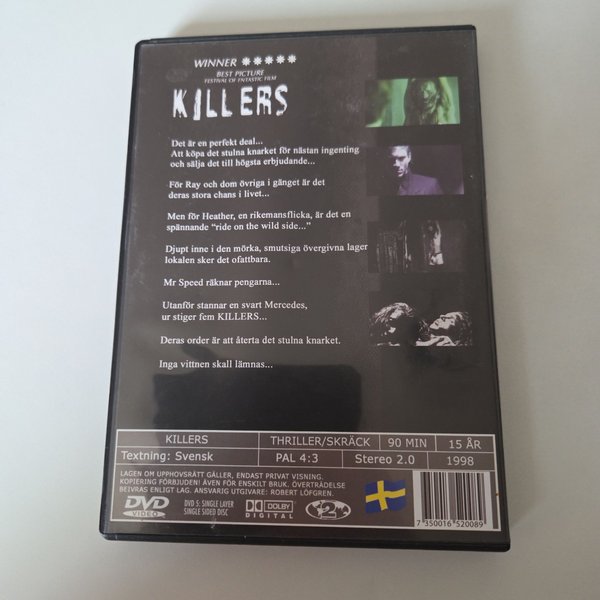 WINNER ✹✹✹✹✹
BEST PICTURE
FESTIVAL OF FNTASTIC FILM
KILLERS
Det är en perfekt deal...
Att köpa det stulna knarket för nästan ingenting
och sälja det till högsta erbjudande...
För Ray och dom övriga i gänget är det
deras stora chans i livet...
Men för Heather, en rikemansflicka, är det en
spännande “ride on the wild side...”
Djupt inne i den mörka, smutsiga övergivna lager
lokalen sker det ofattbara.
Mr Speed räknar pengarna...
Utanför stannar en svart Mercedes,
ur stiger fem KILLERS...
Deras order är att återta det stulna knarket.
Inga vittnen skall lämnas...
KILLERS THRILLER/SKRÄCK 90 MIN 15 ÅR
Textning: Svensk PAL 4:3 Stereo 2.0 1998
LAGEN OM UPPHOVSRÄTT GÄLLER, ENDAST PRIVAT VISNING.
KOPIERING FÖRBJUDEN! ÄVEN FÖR ENSKILT BRUK. ÖVERTRÄDELSE
BEIVRAS ENLIGT LAG. ANSVARIG UTGIVARE: ROBERT LÖFGREN.
DVD
VIDEO
DVD 5: SINGLE LAYER
SINGLE SIDED DISC
DOLBY
DIGITAL
2
7 350016 520089